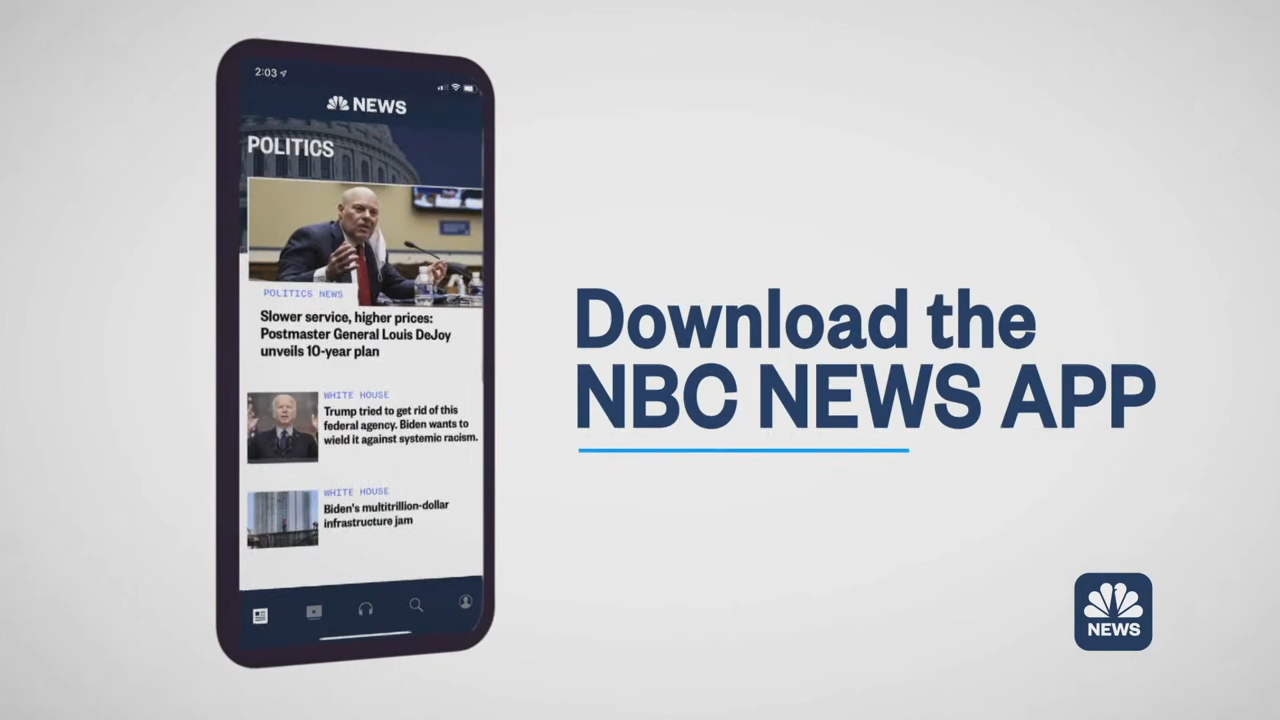 2:03
NEWS
POLITICS
POLITICS NEWS
Slower service, higher prices:
Postmaster General Louis DeJoy
unveils 10-year plan
WHITE HOUSE
Trump tried to get rid of this
federal agency. Biden wants to
wield it against systemic racism.
WHITE HOUSE
Biden's multitrillion-dollar
infrastructure jam
Download the
NBC NEWS APP
NEWS